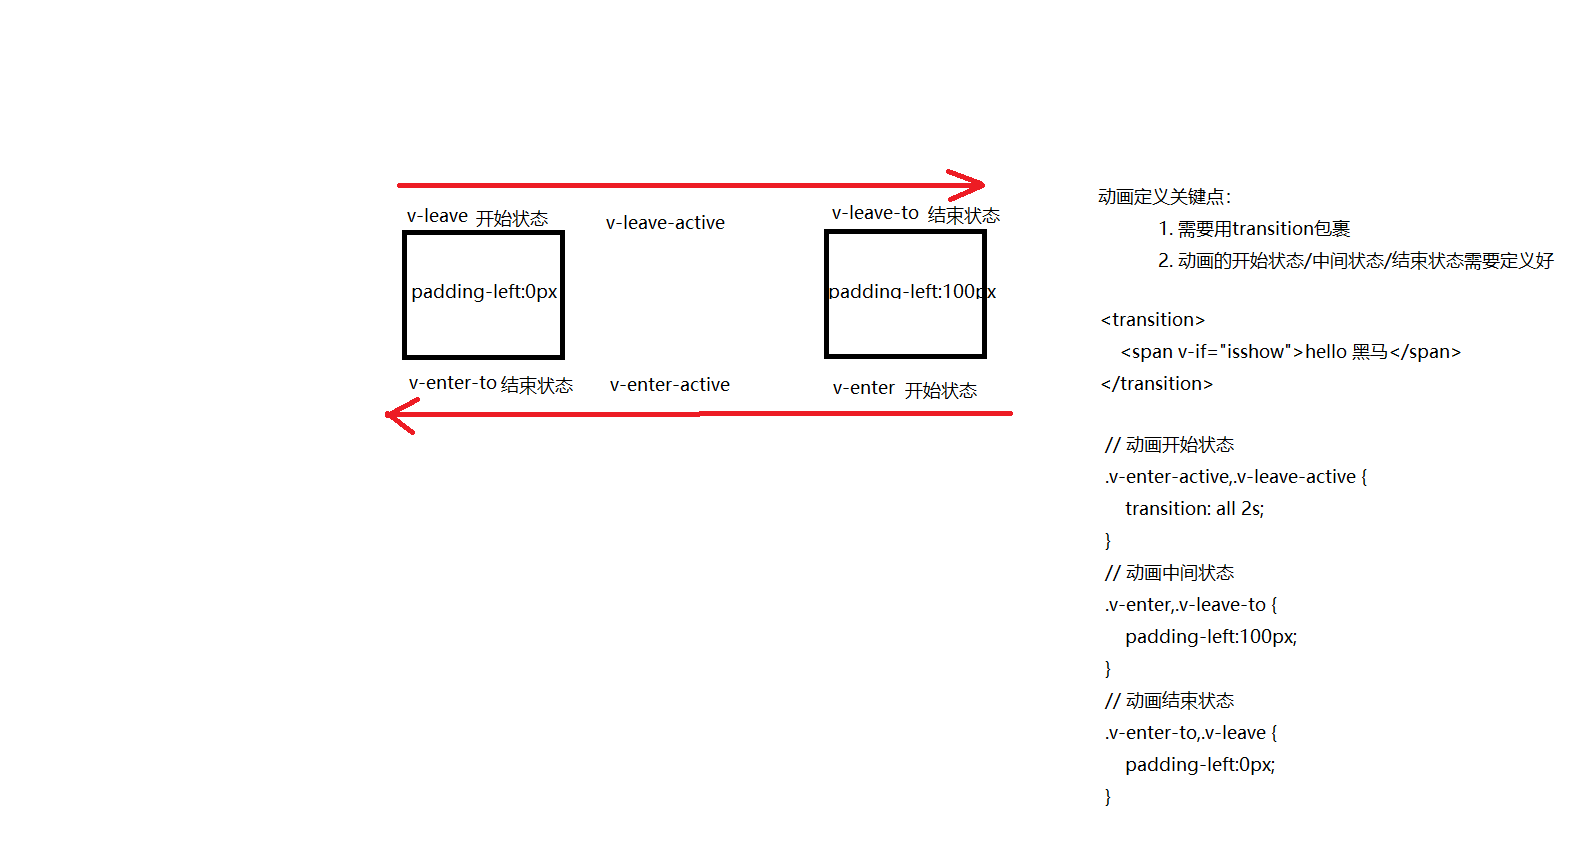 v-leave 开始状态
v-leave-active
v-leave-to 结束状态
padding-left:0px
padding-left:100px
v-enter-to 结束状态
v-enter-active
v-enter 开始状态
动画定义关键点：
1. 需要用transition包裹
2. 动画的开始状态/中间状态/结束状态需要定义好
<transition>
<span v-if="isshow">hello 黑马</span>
</transition>
// 动画开始状态
.v-enter-active,.v-leave-active {
transition: all 2s;
}
// 动画中间状态
.v-enter,.v-leave-to {
padding-left:100px;
}
// 动画结束状态
.v-enter-to,.v-leave {
padding-left:0px;
}